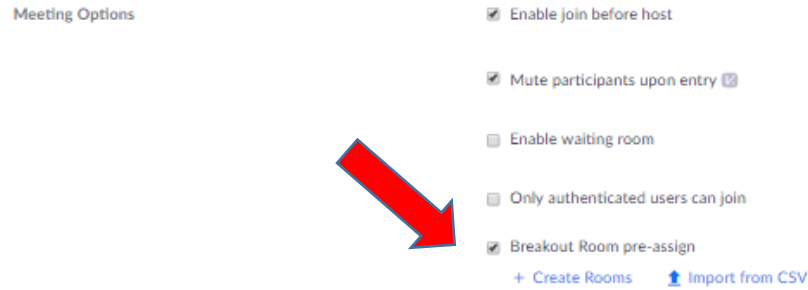 Meeting Options
Enable join before host
Mute participants upon entry
Enable waiting room
Only authenticated users can join
Breakout Room pre-assign
+ Create Rooms Import from CSV